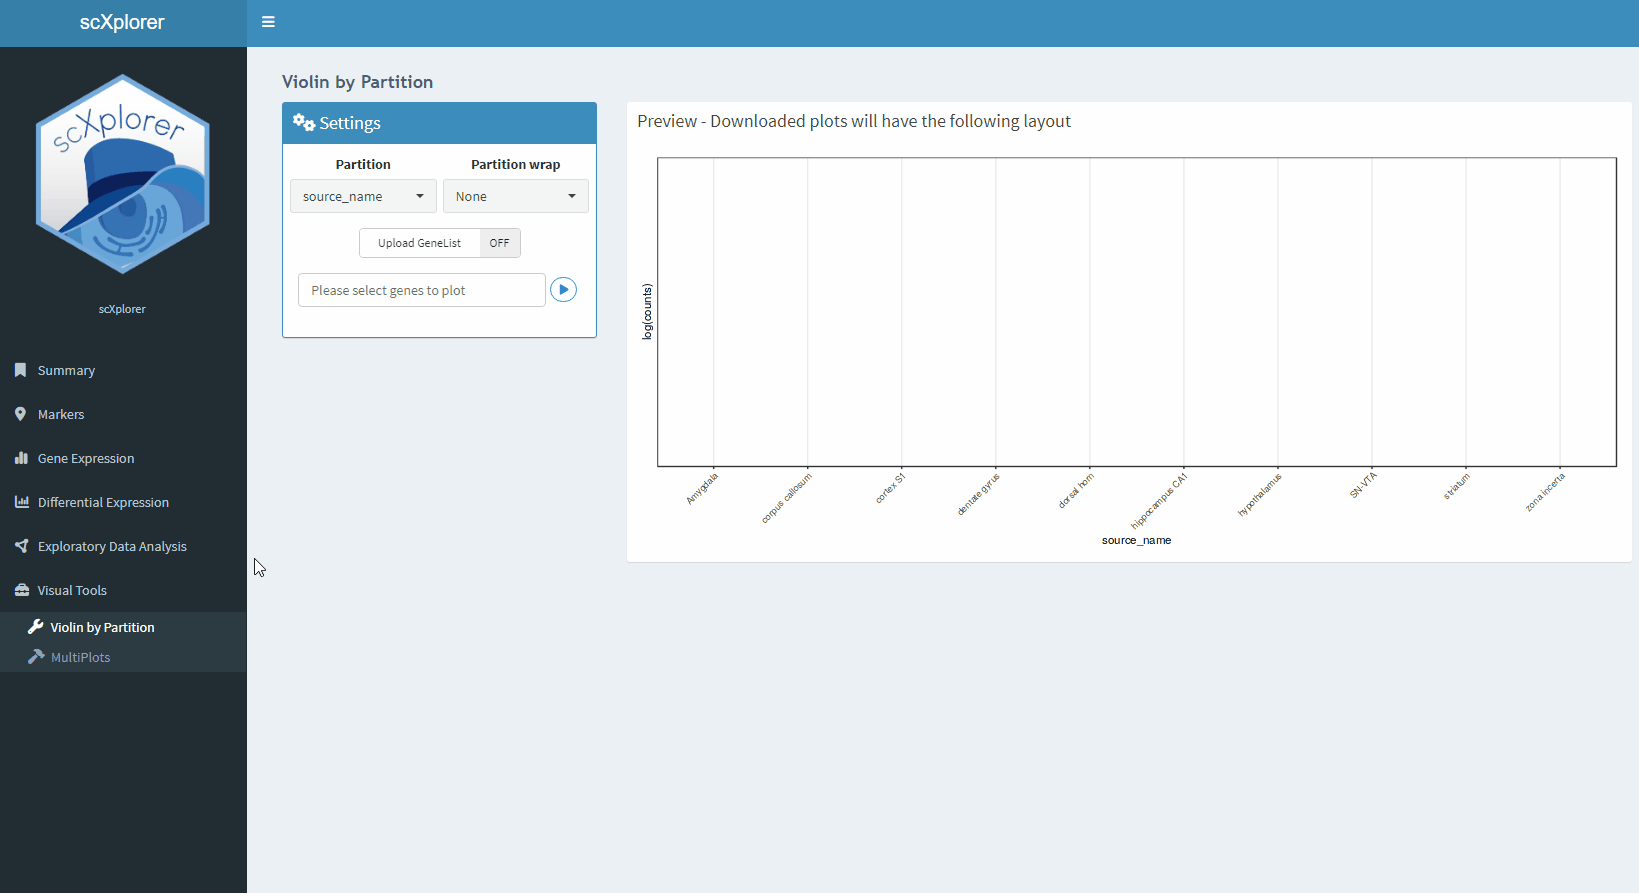 scXplorer
scXplorer
scXplorer
Summary
Markers
Gene Expression
Differential Expression
Exploratory Data Analysis
Visual Tools
Violin by Partition
MultiPlots
Violin by Partition
Settings
Partition
Partition wrap
source_name
None
Upload GeneList OFF
Please select genes to plot
Preview - Downloaded plots will have the following layout
log(counts)
Amygdala
corpus callosum
cortex S1
dentate gyrus
dorsal horn
hippocampus CA1
hypothalamus
SN-VTA
striatum
zona incerta
source_name